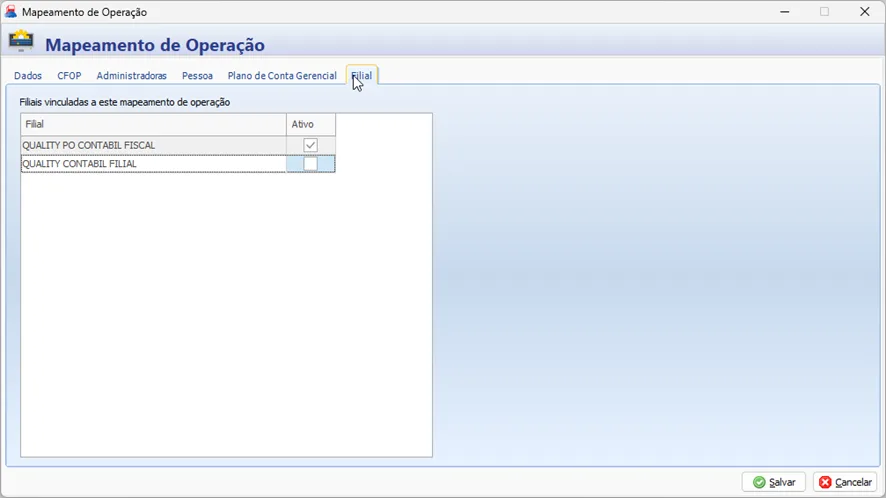 Mapeamento de Operação
Mapeamento de Operação
Dados CFOP Administradoras Pessoa Plano de Conta Gerencial Filial
Filiais vinculadas a este mapeamento de operação
Filial Ativo
QUALITY PO CONTABIL FISCAL
QUALITY CONTABIL FILIAL
Salvar Cancelar